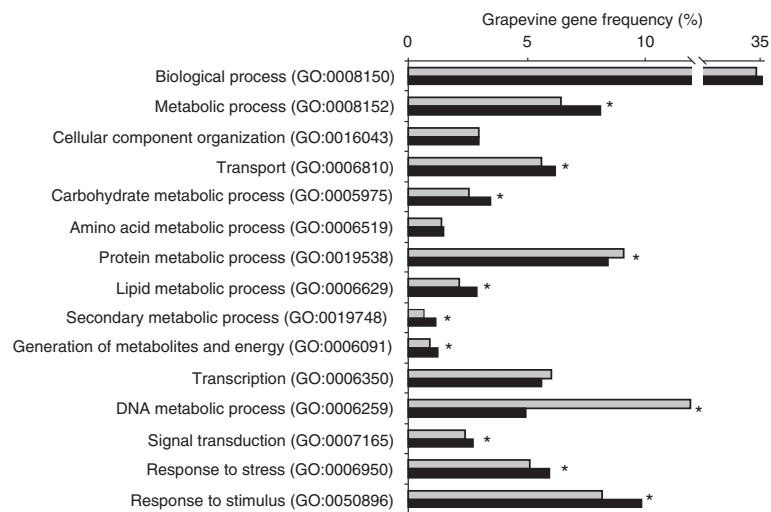 Grapevine gene frequency (%)
0 5 10 35
Biological process (GO:0008150)
Metabolic process (GO:0008152) *
Cellular component organization (GO:0016043)
Transport (GO:0006810) *
Carbohydrate metabolic process (GO:0005975) *
Amino acid metabolic process (GO:0006519)
Protein metabolic process (GO:0019538) *
Lipid metabolic process (GO:0006629) *
Secondary metabolic process (GO:0019748) *
Generation of metabolites and energy (GO:0006091) *
Transcription (GO:0006350)
DNA metabolic process (GO:0006259) *
Signal transduction (GO:0007165) *
Response to stress (GO:0006950) *
Response to stimulus (GO:0050896) *